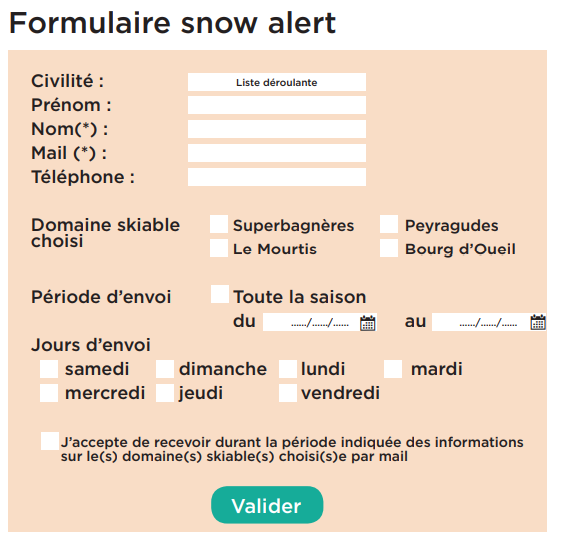 Formulaire snow alert
Civilité : Liste déroulante
Prénom :
Nom(*) :
Mail (*) :
Téléphone :
Domaine skiable choisi
Superbagnères Peyragudes
Le Mourtis Bourg d’Oueil
Période d’envoi Toute la saison
du ....../....../...... au ....../....../......
Jours d’envoi
samedi dimanche lundi mardi
mercredi jeudi vendredi
J’accepte de recevoir durant la période indiquée des informations
sur le(s) domaine(s) skiable(s) choisi(s)e par mail
Valider